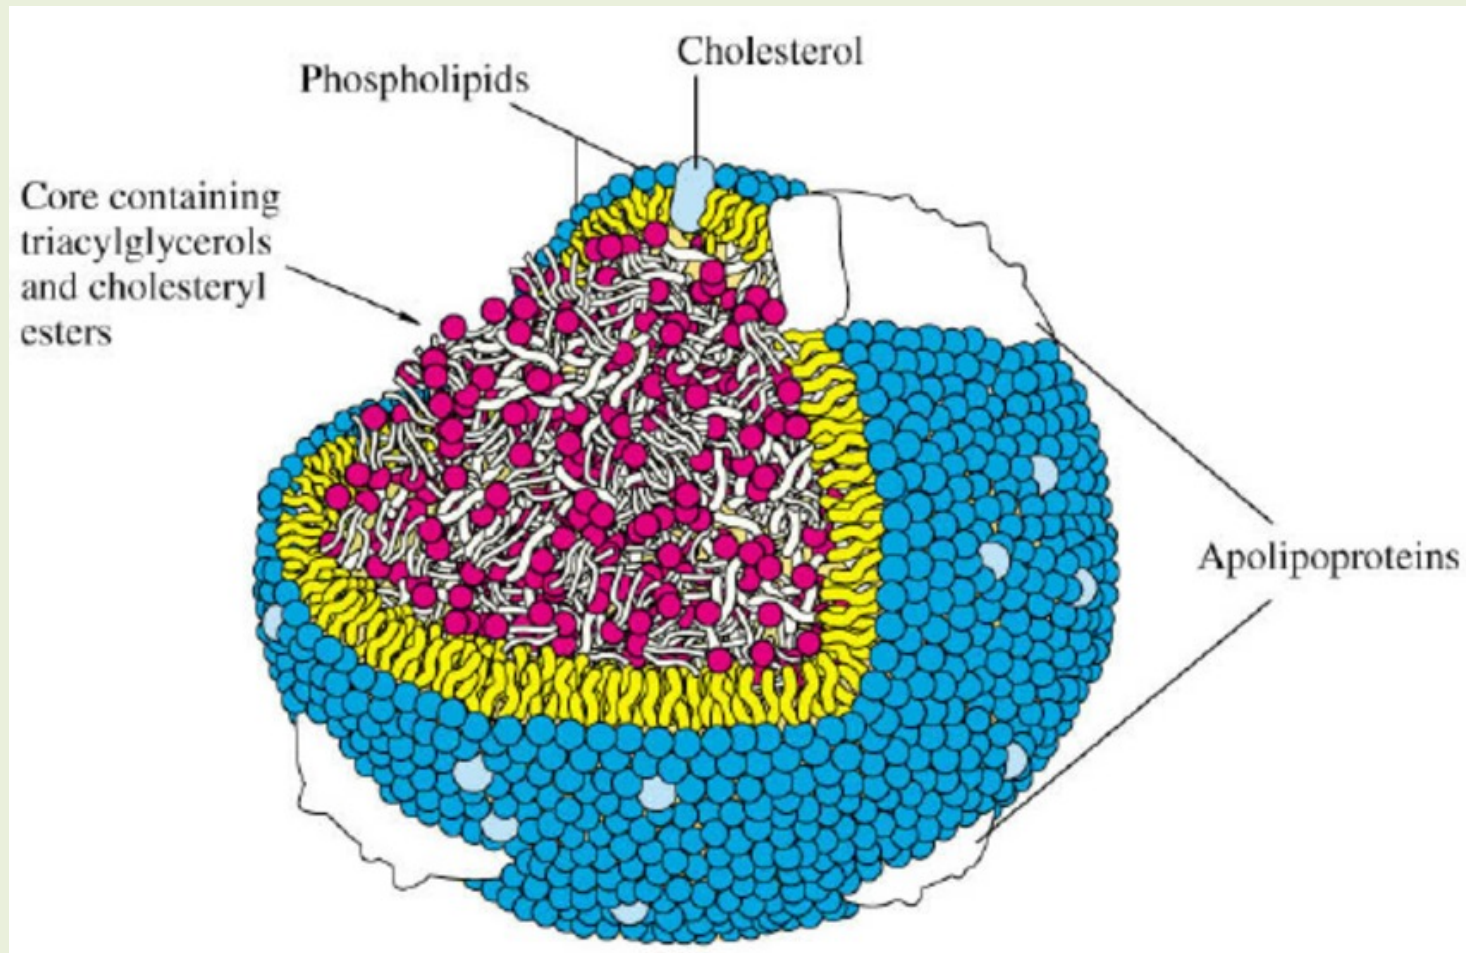 Cholesterol
Phospholipids
Core containing
triacylglycerols
and cholesteryl
esters
Apolipoproteins